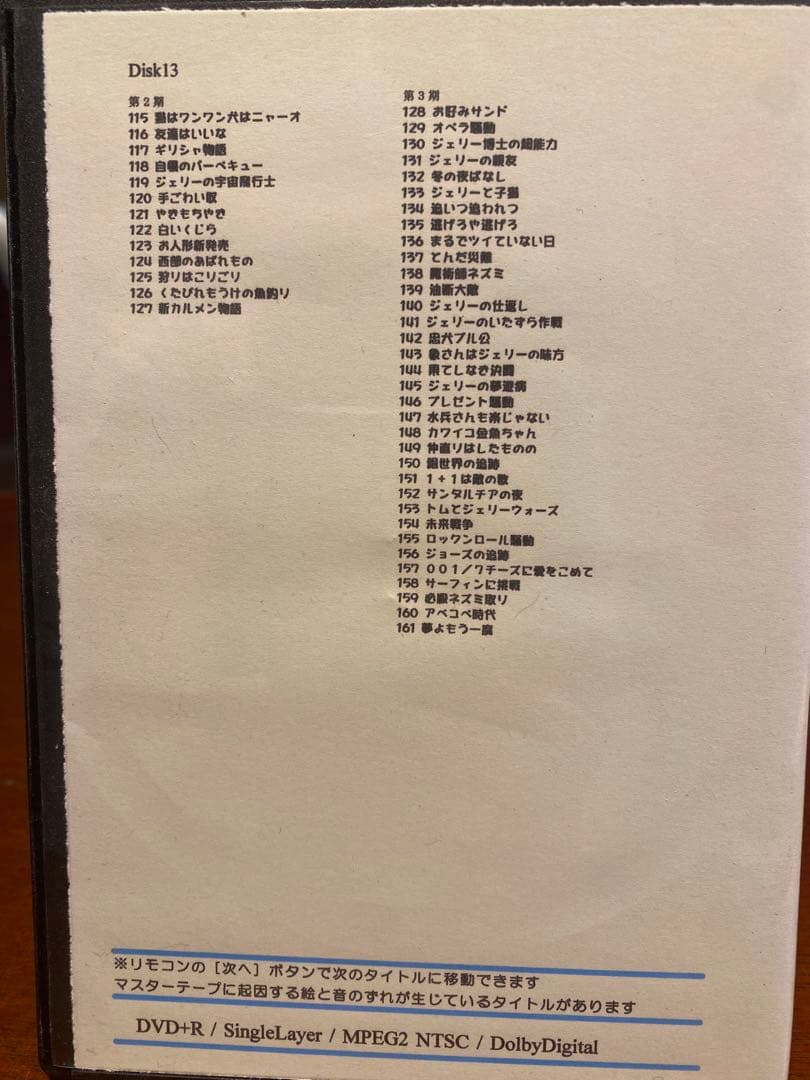 Disk13
第2期
115 猫はワンワン犬はニャーオ
116 友達はいいな
117 ギリシャ物語
118 自慢のバーベキュー
119 ジェリーの宇宙飛行士
120 手ごわい奴
121 やきもちやき
122 白いくじら
123 お人形新発売
124 西部のあばれもの
125 狩りはこりごり
126 くたびれもうけの魚釣り
127 新カルメン物語
第3期
128 お好みサンド
129 オペラ騒動
130 ジェリー博士の超能力
131 ジェリーの親友
132 冬の夜ばなし
133 ジェリーと子猫
134 追いつ追われつ
135 逃げろや逃げろ
136 まるでツイていない日
137 とんだ災難
138 魔術師ネズミ
139 油断大敵
140 ジェリーの仕返し
141 ジェリーのいたずら作戦
142 忠犬ブル公
143 象さんはジェリーの味方
144 果てしなき決闘
145 ジェリーの夢遊病
146 プレゼント騒動
147 水兵さんも楽じゃない
148 カワイコ金魚ちゃん
149 仲直りはしたものの
150 銀世界の追跡
151 1+1は敵の敵
152 サンタルチアの夜
153 トムとジェリーウォーズ
154 未来戦争
155 ロックンロール騒動
156 ジョーズの追跡
157 001/7チーズに愛をこめて
158 サーフィンに挑戦
159 必殺ネズミ取り
160 アベコベ時代
161 夢よもう一度
※リモコンの[次へ]ボタンで次のタイトルに移動できます
マスターテープに起因する絵と音のずれが生じているタイトルがあります
DVD+R / SingleLayer / MPEG2 NTSC / DolbyDigital